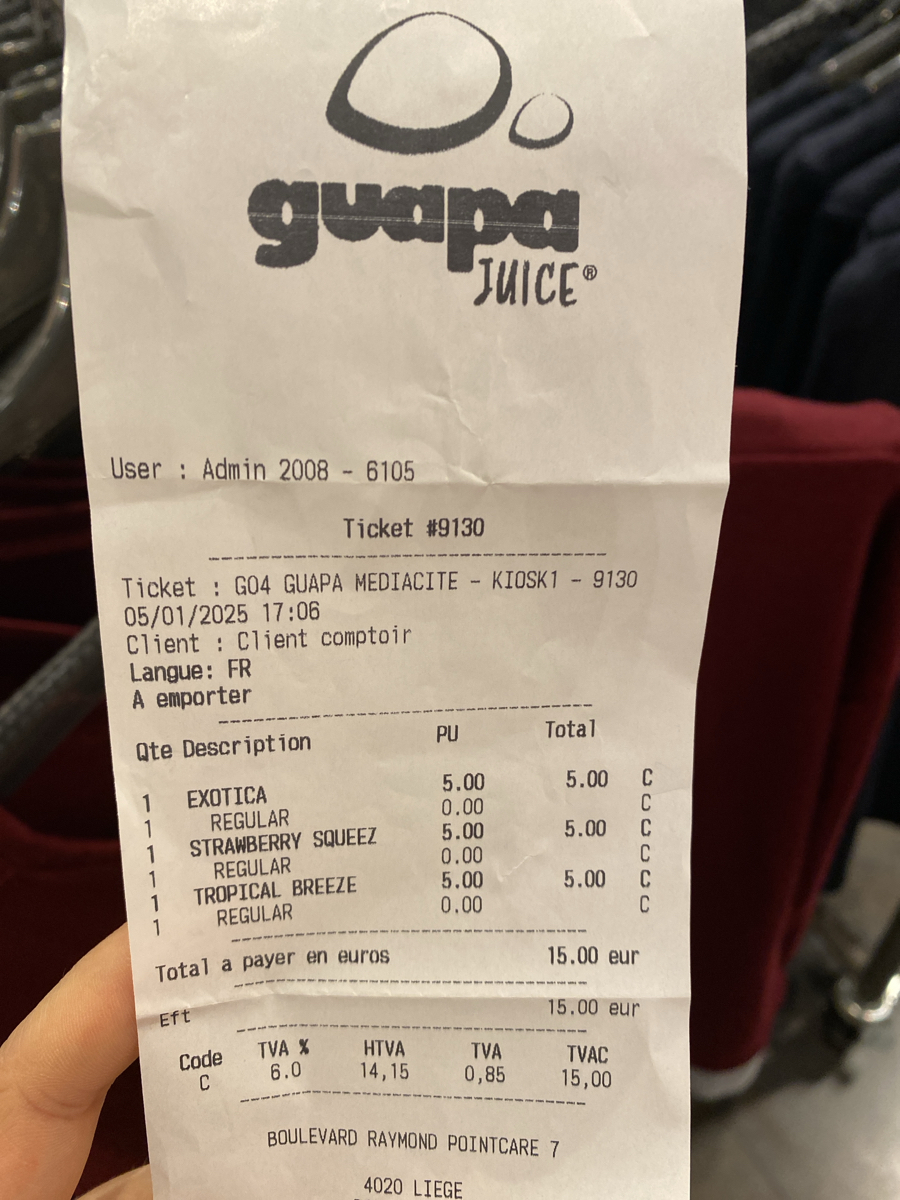 guapa
JUICE®
User : Admin 2008 - 6105
Ticket #9130
Ticket : GO4 GUAPA MEDIACITE - KIOSK1 - 9130
05/01/2025 17:06
Client : Client comptoir
Langue: FR
A emporter
Qte Description PU Total
1 EXOTICA 5.00 5.00 C
1 REGULAR 0.00 C
1 STRAWBERRY SQUEEZ 5.00 5.00 C
1 REGULAR 0.00 C
1 TROPICAL BREEZE 5.00 5.00 C
1 REGULAR 0.00 C
Total a payer en euros 15.00 eur
Eft 15.00 eur
Code TVA % HTVA TVA TVAC
C 6.0 14,15 0,85 15,00
BOULEVARD RAYMOND POINTCARE 7
4020 LIEGE